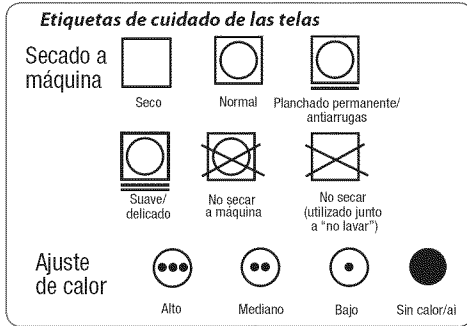 Etiquetas de cuidado de las telas
Secado a
máquina
Seco
Normal
Planchado permanente/
antiarrugas
Suave/
delicado
No secar
a máquina
No secar
(utilizado junto
a “no lavar”)
Ajuste
de calor
Alto
Mediano
Bajo
Sin calor/ai